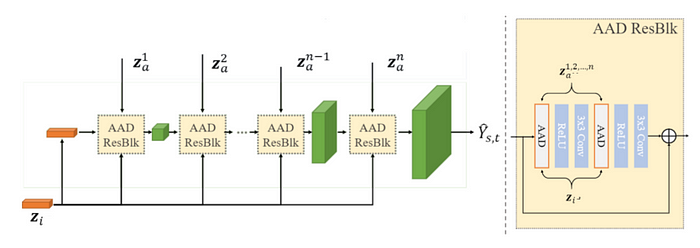 z_a^1
z_a^2
z_a^{n-1}
z_a^n
AAD
ResBlk
AAD
ResBlk
...
AAD
ResBlk
AAD
ResBlk
Ŷ_{s,t}
z_i
AAD ResBlk
z_a^{1,2,...,n}
AAD
ReLU
3x3 Conv
AAD
ReLU
3x3 Conv
z_i